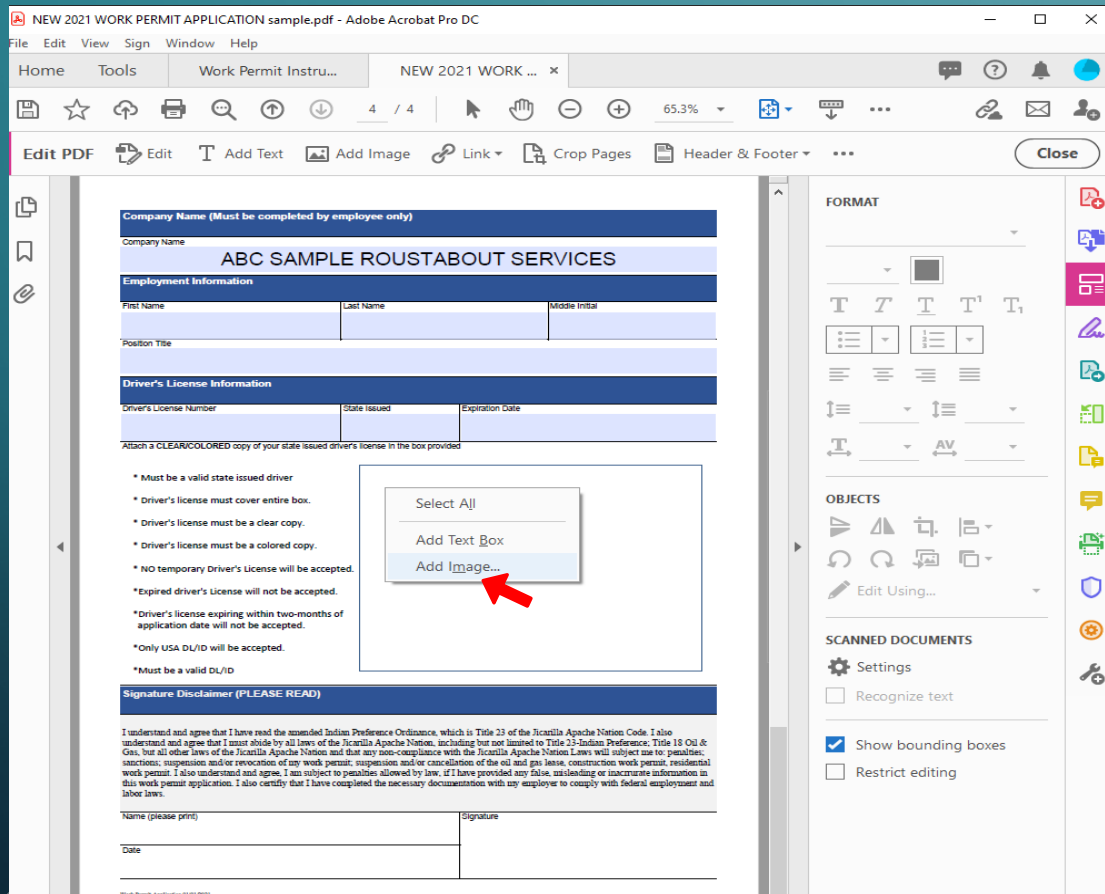 NEW 2021 WORK PERMIT APPLICATION sample.pdf - Adobe Acrobat Pro DC
File Edit View Sign Window Help
Home Tools Work Permit Instru... NEW 2021 WORK ... ×
4 / 4 65.3%
Edit PDF Edit Add Text Add Image Link Crop Pages Header & Footer Close
Company Name (Must be completed by employee only)
Company Name
ABC SAMPLE ROUSTABOUT SERVICES
Employment Information
First Name Last Name Middle Initial
Position Title
Driver's License Information
Driver's License Number State Issued Expiration Date
Attach a CLEAR/COLORED copy of your state issued driver's license in the box provided
* Must be a valid state issued driver
* Driver's license must cover entire box.
* Driver's license must be a clear copy.
* Driver's license must be a colored copy.
* NO temporary Driver's License will be accepted.
*Expired driver's License will not be accepted.
*Driver's license expiring within two-months of
application date will not be accepted.
*Only USA DL/ID will be accepted.
*Must be a valid DL/ID
Select All
Add Text Box
Add Image...
Signature Disclaimer (PLEASE READ)
I understand and agree that I have read the amended Indian Preference Ordinance, which is Title 23 of the Jicarilla Apache Nation Code. I also
understand and agree that I must abide by all laws of the Jicarilla Apache Nation, including but not limited to Title 23-Indian Preference; Title 18 Oil &
Gas, but all other laws of the Jicarilla Apache Nation and that any non-compliance with the Jicarilla Apache Nation Laws will subject me to: penalties;
sanctions; suspension and/or revocation of my work permit; suspension and/or cancellation of the oil and gas lease, construction work permit, residential
work permit. I also understand and agree, I am subject to penalties allowed by law, if I have provided any false, misleading or inaccurate information in
this work permit application. I also certify that I have completed the necessary documentation with my employer to comply with federal employment and
labor laws.
Name (please print) Signature
Date
FORMAT
OBJECTS
Edit Using...
SCANNED DOCUMENTS
Settings
Recognize text
Show bounding boxes
Restrict editing